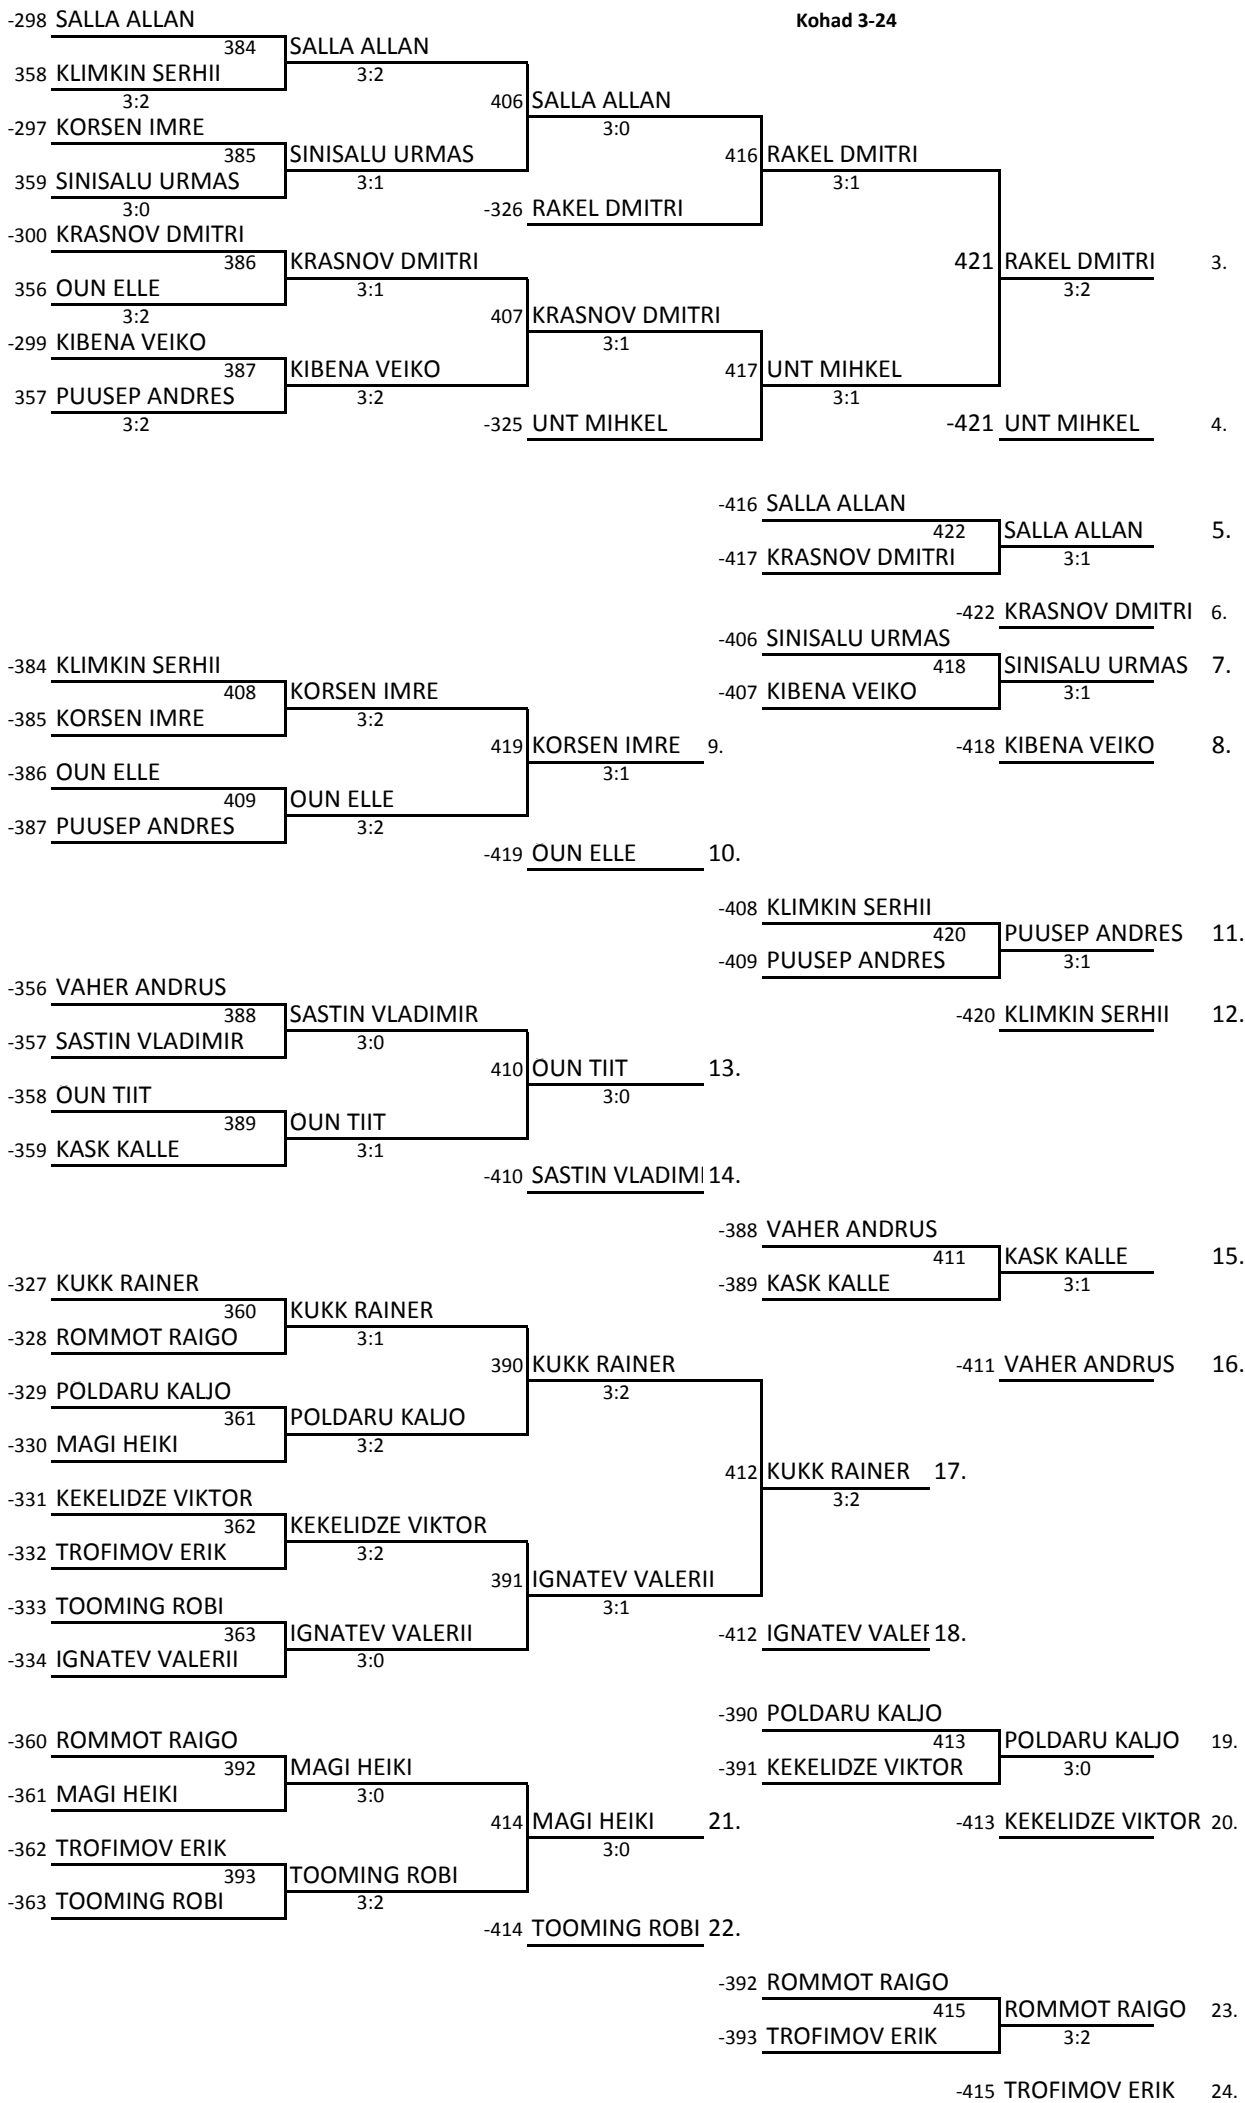 -298 SALLA ALLAN
Kohad 3-24
384 SALLA ALLAN
358 KLIMKIN SERHII 3:2
3:2 406 SALLA ALLAN
-297 KORSEN IMRE 3:0
385 SINISALU URMAS 416 RAKEL DMITRI
359 SINISALU URMAS 3:1 3:1
3:0 -326 RAKEL DMITRI
-300 KRASNOV DMITRI
386 KRASNOV DMITRI 421 RAKEL DMITRI 3.
356 OUN ELLE 3:1 3:2
3:2 407 KRASNOV DMITRI
-299 KIBENA VEIKO 3:1
387 KIBENA VEIKO 417 UNT MIHKEL
357 PUUSEP ANDRES 3:2 3:1
3:2 -325 UNT MIHKEL -421 UNT MIHKEL 4.
-416 SALLA ALLAN
422 SALLA ALLAN 5.
-417 KRASNOV DMITRI 3:1
-422 KRASNOV DMITRI 6.
-406 SINISALU URMAS
-384 KLIMKIN SERHII 418 SINISALU URMAS 7.
408 KORSEN IMRE -407 KIBENA VEIKO 3:1
-385 KORSEN IMRE 3:2
419 KORSEN IMRE 9. -418 KIBENA VEIKO 8.
-386 OUN ELLE 3:1
409 OUN ELLE
-387 PUUSEP ANDRES 3:2
-419 OUN ELLE 10.
-408 KLIMKIN SERHII
420 PUUSEP ANDRES 11.
-409 PUUSEP ANDRES 3:1
-356 VAHER ANDRUS
388 SASTIN VLADIMIR -420 KLIMKIN SERHII 12.
-357 SASTIN VLADIMIR 3:0
410 OUN TIIT 13.
-358 OUN TIIT 3:0
389 OUN TIIT
-359 KASK KALLE 3:1
-410 SASTIN VLADIMI 14.
-388 VAHER ANDRUS
411 KASK KALLE 15.
-327 KUKK RAINER -389 KASK KALLE 3:1
360 KUKK RAINER
-328 ROMMOT RAIGO 3:1
390 KUKK RAINER -411 VAHER ANDRUS 16.
-329 POLDARU KALJO 3:2
361 POLDARU KALJO
-330 MAGI HEIKI 3:2
412 KUKK RAINER 17.
-331 KEKELIDZE VIKTOR 3:2
362 KEKELIDZE VIKTOR
-332 TROFIMOV ERIK 3:2
391 IGNATEV VALERII
-333 TOOMING ROBI 3:1
363 IGNATEV VALERII -412 IGNATEV VALEF 18.
-334 IGNATEV VALERII 3:0
-390 POLDARU KALJO
-360 ROMMOT RAIGO 413 POLDARU KALJO 19.
392 MAGI HEIKI -391 KEKELIDZE VIKTOR 3:0
-361 MAGI HEIKI 3:0
414 MAGI HEIKI 21. -413 KEKELIDZE VIKTOR 20.
-362 TROFIMOV ERIK 3:0
393 TOOMING ROBI
-363 TOOMING ROBI 3:2
-414 TOOMING ROBI 22.
-392 ROMMOT RAIGO
415 ROMMOT RAIGO 23.
-393 TROFIMOV ERIK 3:2
-415 TROFIMOV ERIK 24.